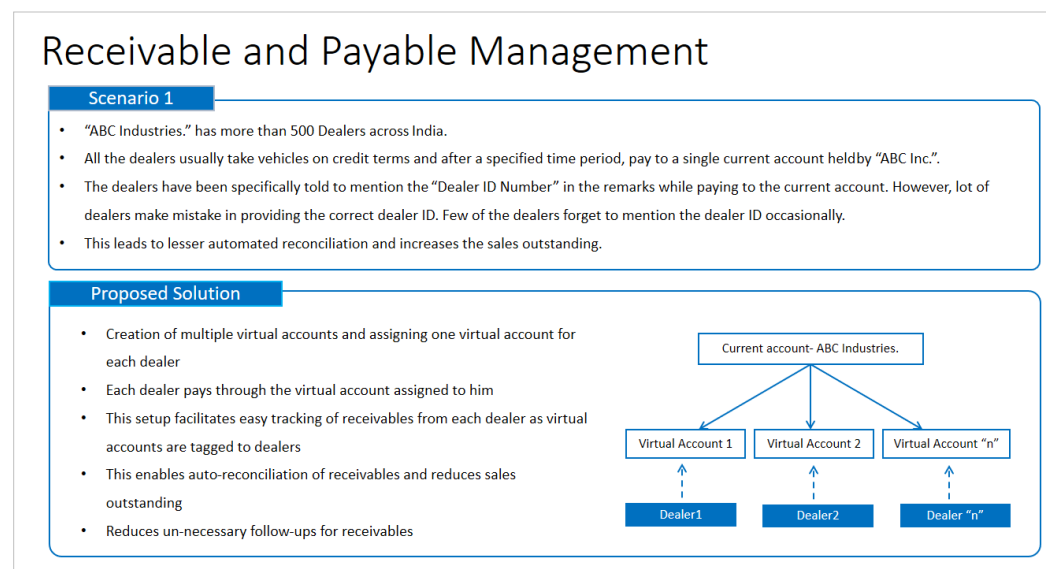 Receivable and Payable Management
Scenario 1
• “ABC Industries.” has more than 500 Dealers across India.
• All the dealers usually take vehicles on credit terms and after a specified time period, pay to a single current account heldby “ABC Inc.”.
• The dealers have been specifically told to mention the “Dealer ID Number” in the remarks while paying to the current account. However, lot of
dealers make mistake in providing the correct dealer ID. Few of the dealers forget to mention the dealer ID occasionally.
• This leads to lesser automated reconciliation and increases the sales outstanding.
Proposed Solution
• Creation of multiple virtual accounts and assigning one virtual account for
each dealer
• Each dealer pays through the virtual account assigned to him
• This setup facilitates easy tracking of receivables from each dealer as virtual
accounts are tagged to dealers
• This enables auto-reconciliation of receivables and reduces sales
outstanding
• Reduces un-necessary follow-ups for receivables
Current account- ABC Industries.
Virtual Account 1
Virtual Account 2
Virtual Account “n”
Dealer1
Dealer2
Dealer “n”